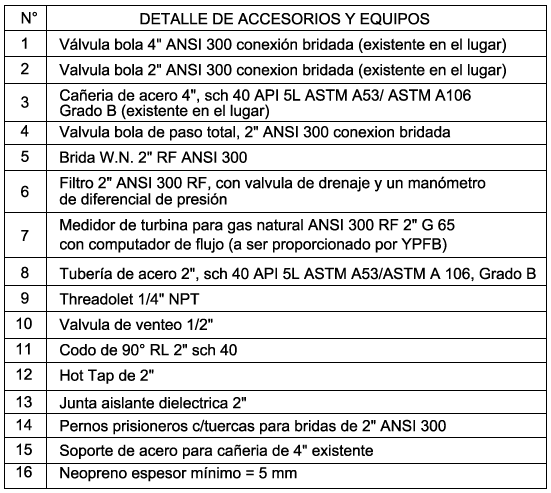 N° DETALLE DE ACCESORIOS Y EQUIPOS
1 Válvula bola 4" ANSI 300 conexión bridada (existente en el lugar)
2 Valvula bola 2" ANSI 300 conexion bridada (existente en el lugar)
3 Cañeria de acero 4", sch 40 API 5L ASTM A53/ ASTM A106
Grado B (existente en el lugar)
4 Valvula bola de paso total, 2" ANSI 300 conexion bridada
5 Brida W.N. 2" RF ANSI 300
6 Filtro 2" ANSI 300 RF, con valvula de drenaje y un manómetro
de diferencial de presión
7 Medidor de turbina para gas natural ANSI 300 RF 2" G 65
con computador de flujo (a ser proporcionado por YPFB)
8 Tubería de acero 2", sch 40 API 5L ASTM A53/ASTM A 106, Grado B
9 Threadolet 1/4" NPT
10 Valvula de venteo 1/2"
11 Codo de 90° RL 2" sch 40
12 Hot Tap de 2"
13 Junta aislante dielectrica 2"
14 Pernos prisioneros c/tuercas para bridas de 2" ANSI 300
15 Soporte de acero para cañeria de 4" existente
16 Neopreno espesor mínimo = 5 mm